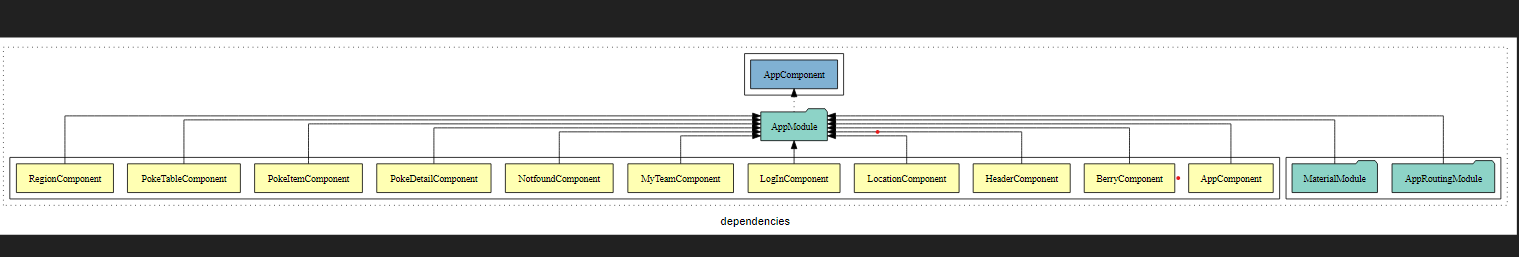 AppComponent
AppModule
RegionComponent
PokeTableComponent
PokeItemComponent
PokeDetailComponent
NotfoundComponent
MyTeamComponent
LogInComponent
LocationComponent
HeaderComponent
BerryComponent
AppComponent
MaterialModule
AppRoutingModule
dependencies